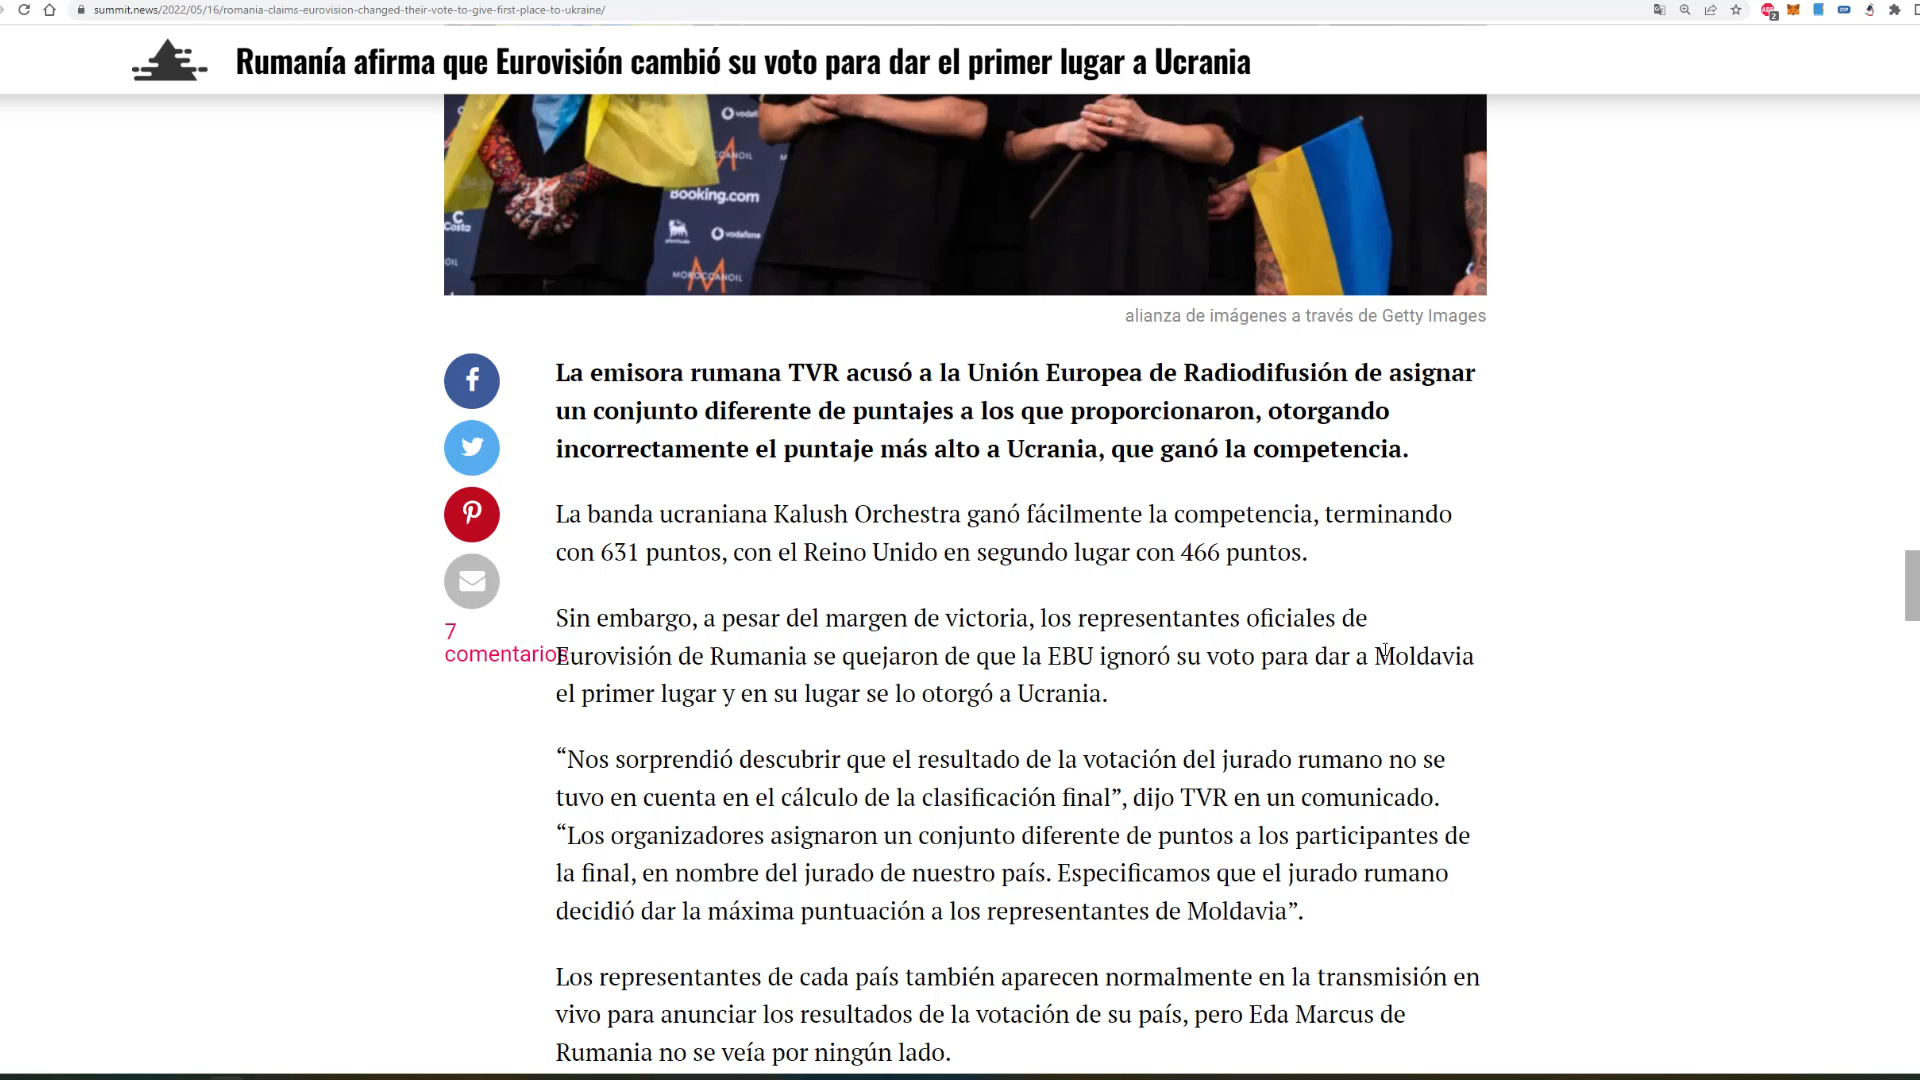 summit.news/2022/05/16/romania-claims-eurovision-changed-their-vote-to-give-first-place-to-ukraine/
2
Rumanía afirma que Eurovisión cambió su voto para dar el primer lugar a Ucrania
Booking.com
Costa
vodafone
MOROCCANOIL
alianza de imágenes a través de Getty Images
La emisora rumana TVR acusó a la Unión Europea de Radiodifusión de asignar
un conjunto diferente de puntajes a los que proporcionaron, otorgando
incorrectamente el puntaje más alto a Ucrania, que ganó la competencia.
La banda ucraniana Kalush Orchestra ganó fácilmente la competencia, terminando
con 631 puntos, con el Reino Unido en segundo lugar con 466 puntos.
7
comentarios
Sin embargo, a pesar del margen de victoria, los representantes oficiales de
Eurovisión de Rumania se quejaron de que la EBU ignoró su voto para dar a Moldavia
el primer lugar y en su lugar se lo otorgó a Ucrania.
“Nos sorprendió descubrir que el resultado de la votación del jurado rumano no se
tuvo en cuenta en el cálculo de la clasificación final”, dijo TVR en un comunicado.
“Los organizadores asignaron un conjunto diferente de puntos a los participantes de
la final, en nombre del jurado de nuestro país. Especificamos que el jurado rumano
decidió dar la máxima puntuación a los representantes de Moldavia”.
Los representantes de cada país también aparecen normalmente en la transmisión en
vivo para anunciar los resultados de la votación de su país, pero Eda Marcus de
Rumania no se veía por ningún lado.